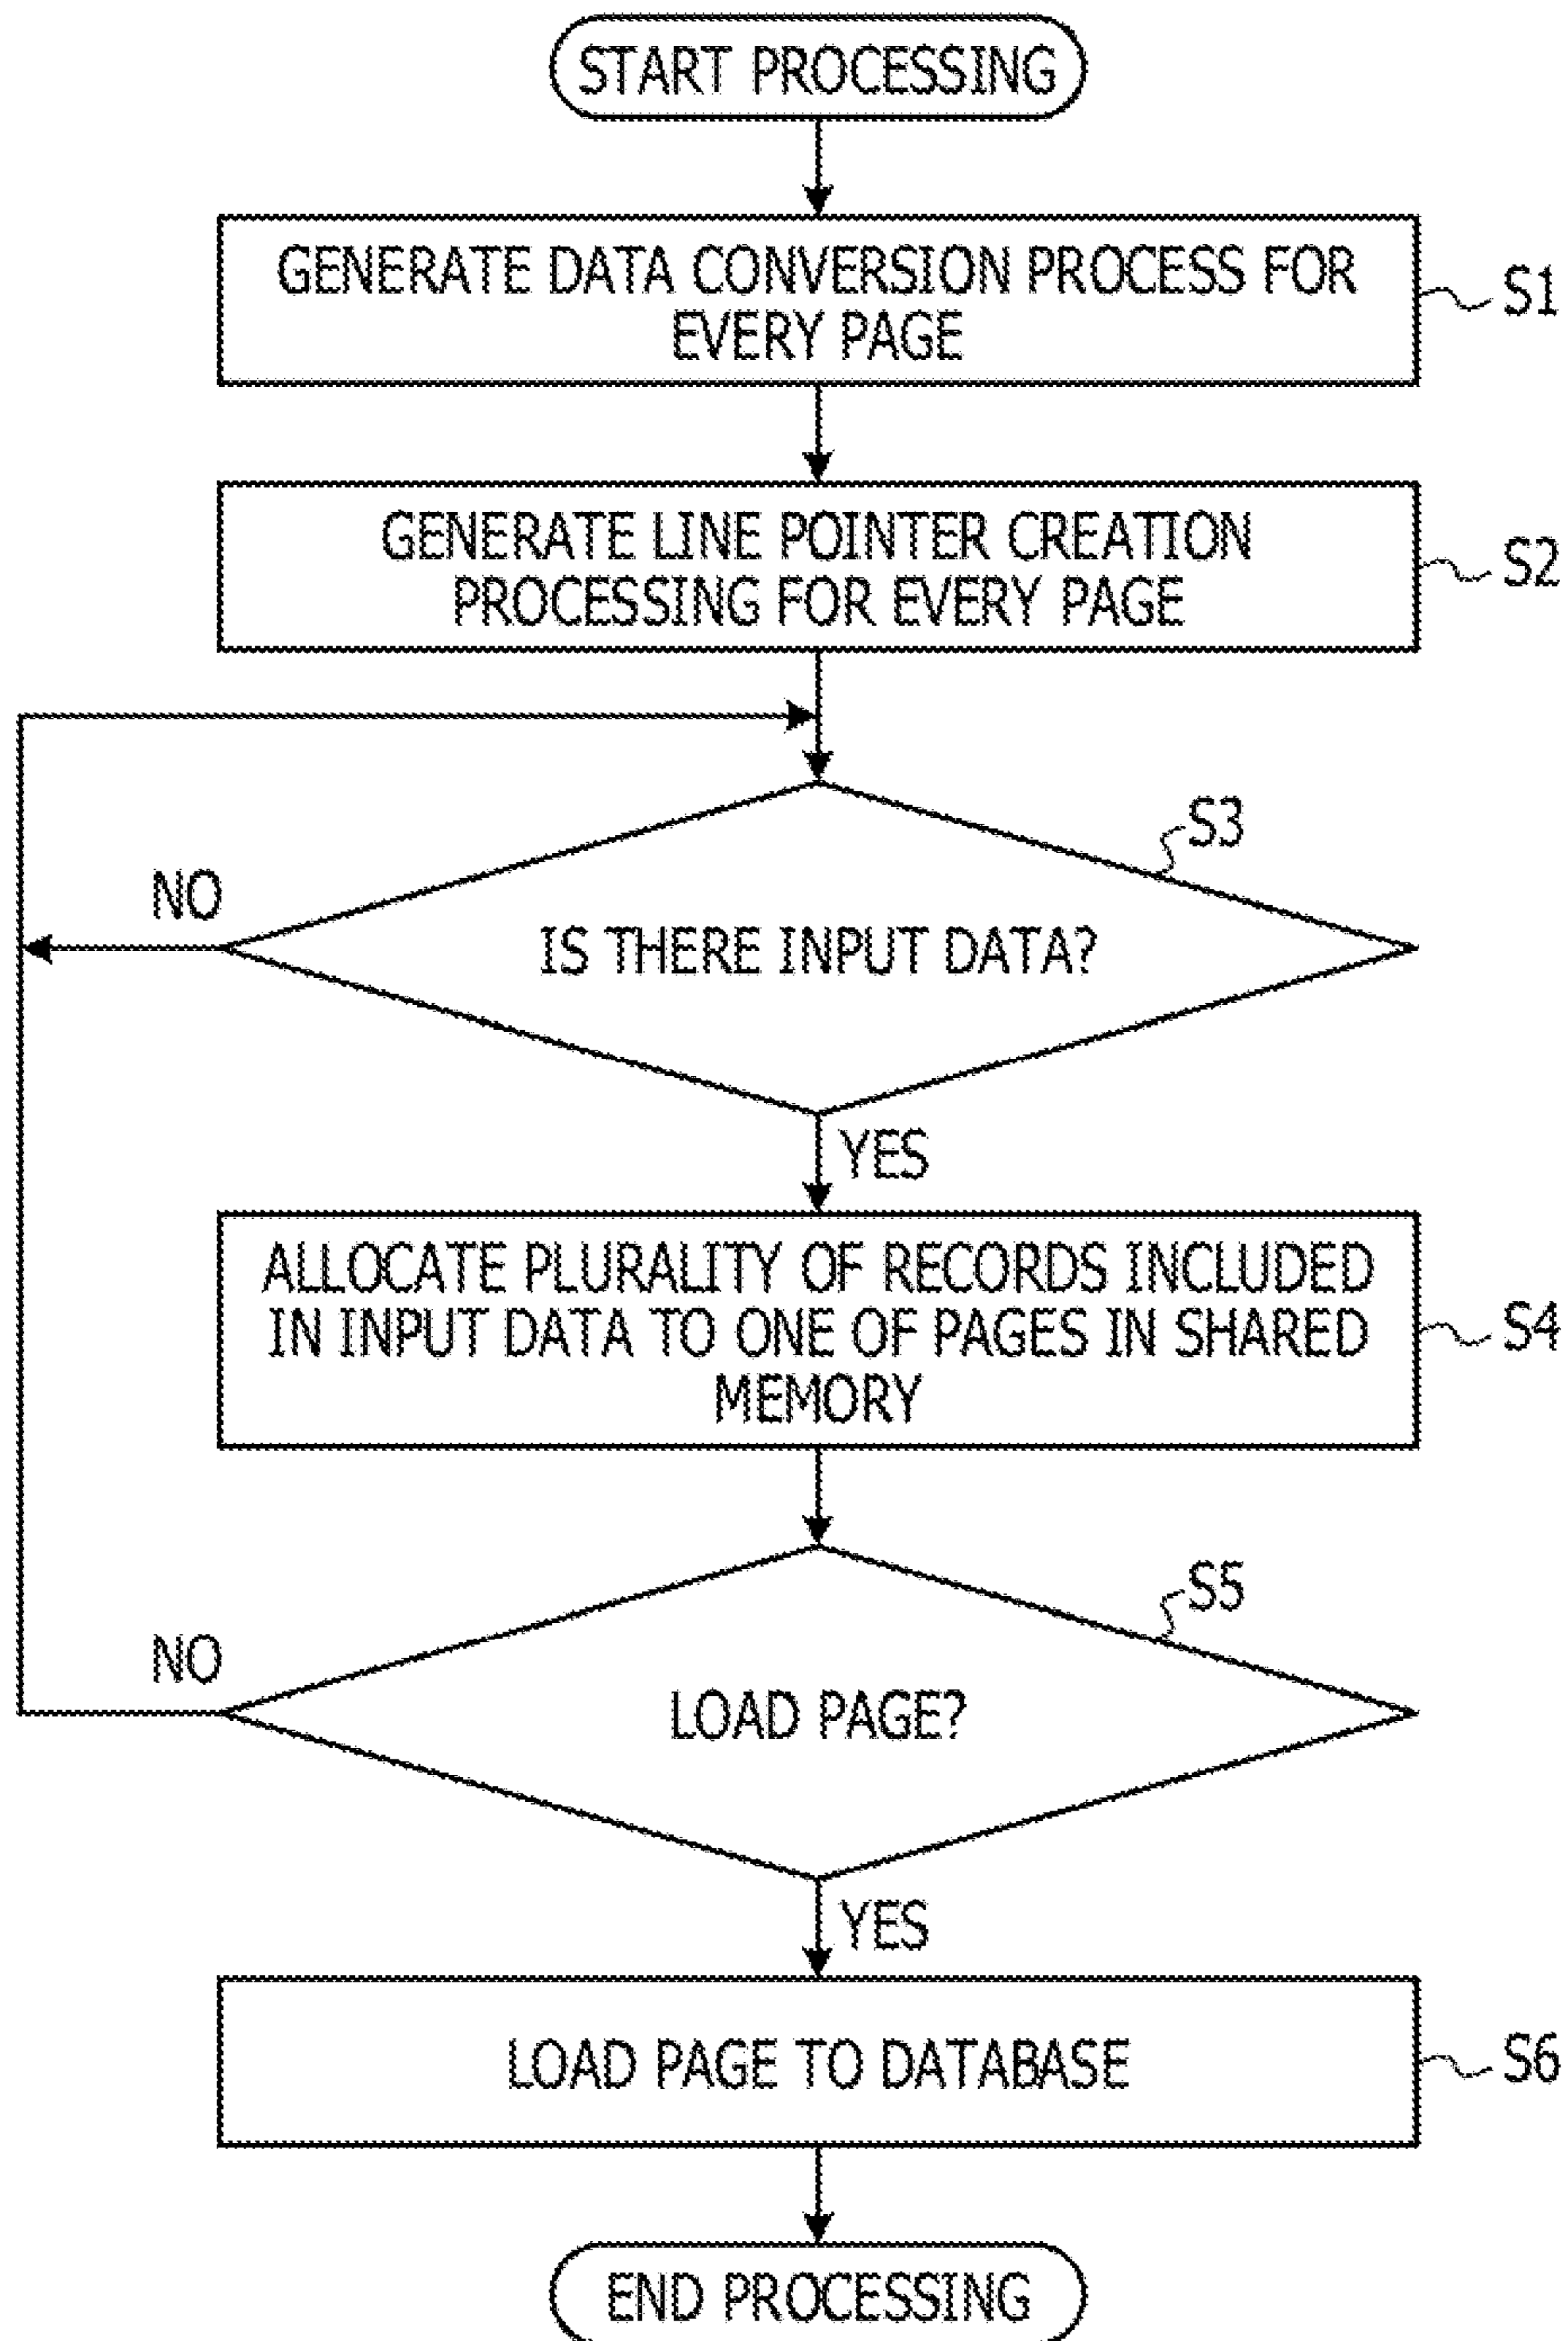 START PROCESSING
GENERATE DATA CONVERSION PROCESS FOR
EVERY PAGE
S1
GENERATE LINE POINTER CREATION
PROCESSING FOR EVERY PAGE
S2
S3
NO
IS THERE INPUT DATA?
YES
ALLOCATE PLURALITY OF RECORDS INCLUDED
IN INPUT DATA TO ONE OF PAGES IN SHARED
MEMORY
S4
S5
NO
LOAD PAGE?
YES
LOAD PAGE TO DATABASE
S6
END PROCESSING